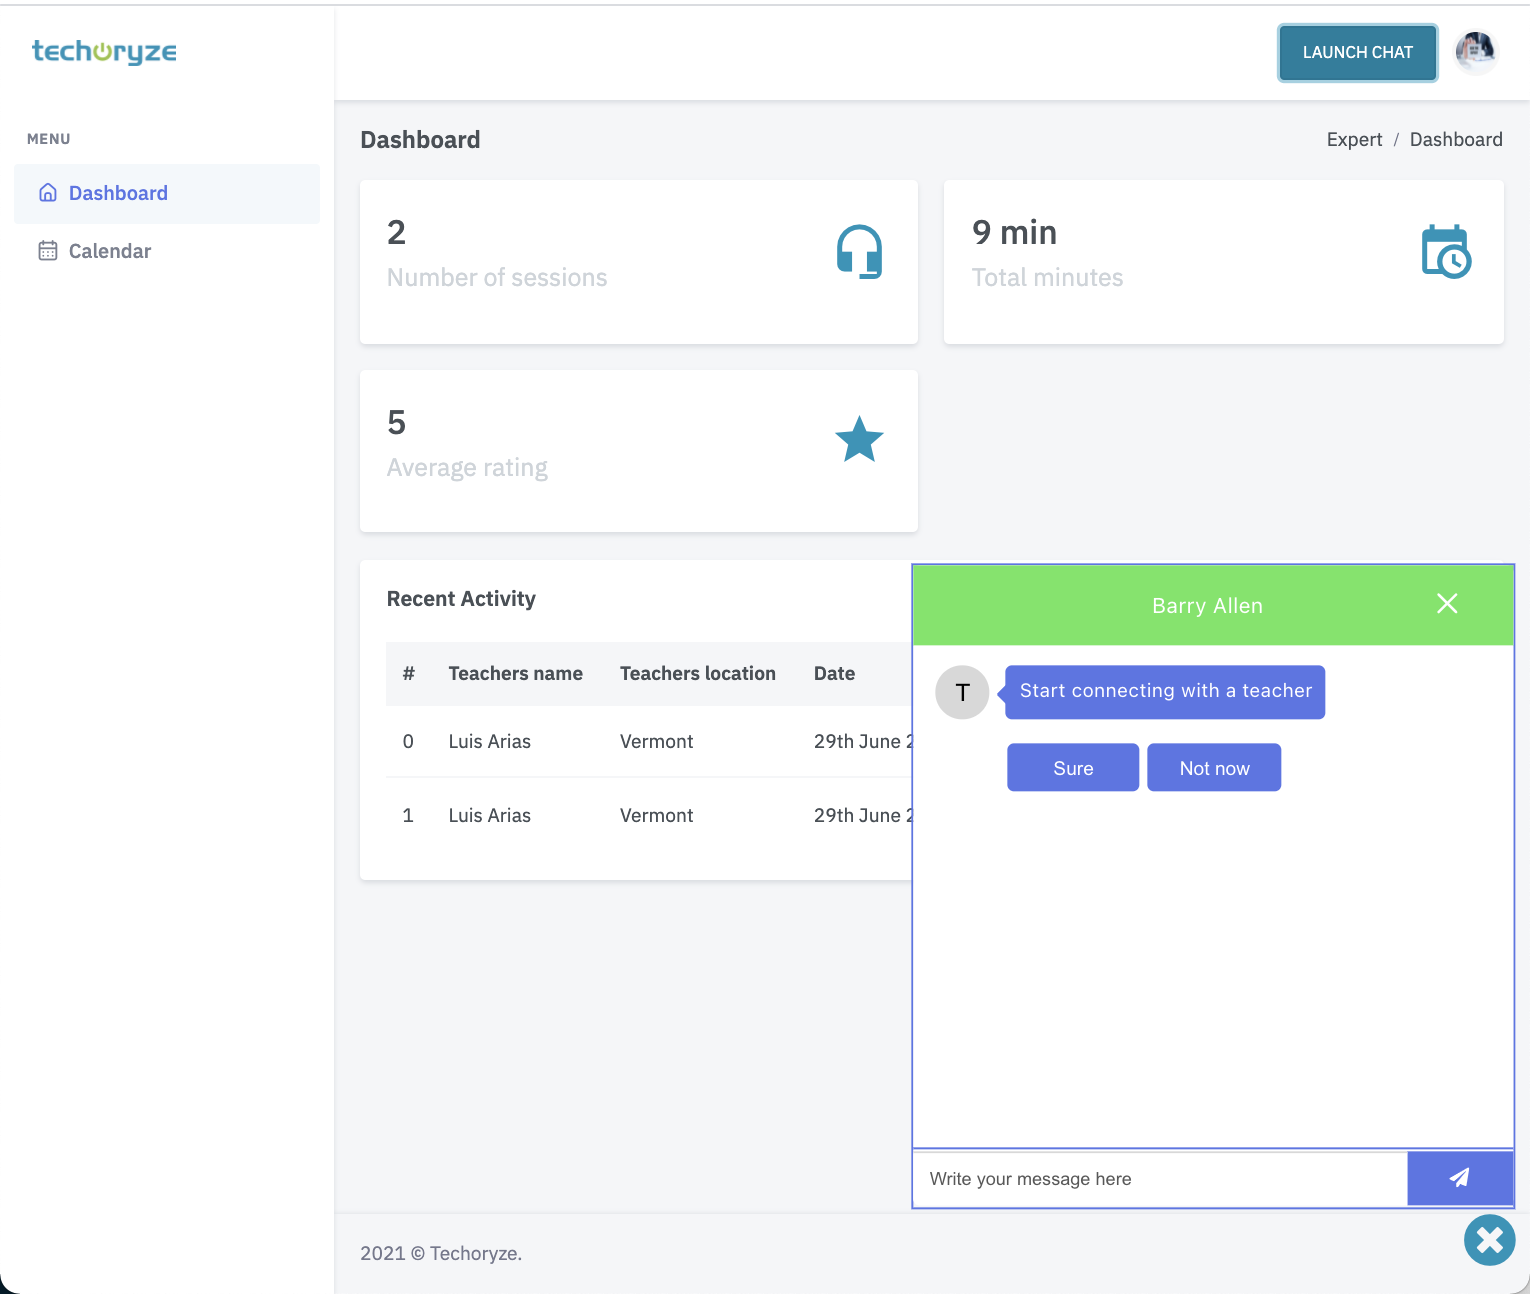 techoryze
LAUNCH CHAT
MENU
Dashboard
Calendar
Dashboard
Expert / Dashboard
2
Number of sessions
9 min
Total minutes
5
Average rating
Recent Activity
# Teachers name Teachers location Date
0 Luis Arias Vermont 29th June 2
1 Luis Arias Vermont 29th June 2
Barry Allen
T
Start connecting with a teacher
Sure Not now
Write your message here
2021 © Techoryze.